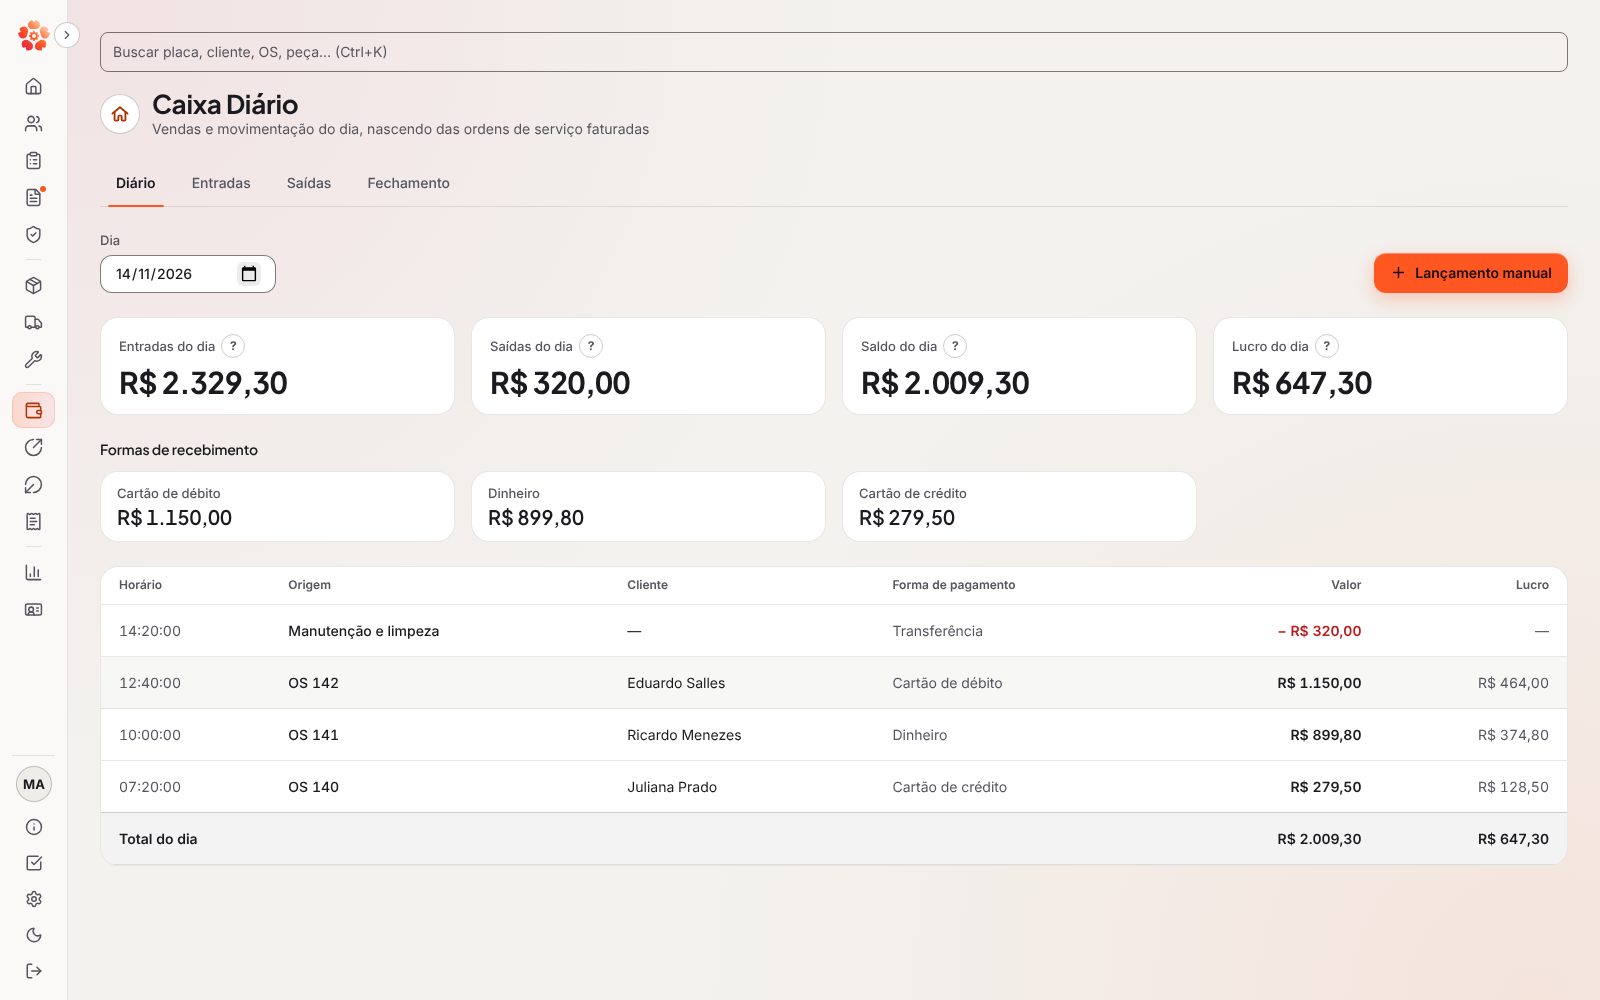 Buscar placa, cliente, OS, peça... (Ctrl+K)
Caixa Diário
Vendas e movimentação do dia, nascendo das ordens de serviço faturadas
Diário Entradas Saídas Fechamento
Dia
14/11/2026
+ Lançamento manual
Entradas do dia ? Saídas do dia ? Saldo do dia ? Lucro do dia ?
R$ 2.329,30 R$ 320,00 R$ 2.009,30 R$ 647,30
Formas de recebimento
Cartão de débito Dinheiro Cartão de crédito
R$ 1.150,00 R$ 899,80 R$ 279,50
Horário Origem Cliente Forma de pagamento Valor Lucro
14:20:00 Manutenção e limpeza — Transferência − R$ 320,00 —
12:40:00 OS 142 Eduardo Salles Cartão de débito R$ 1.150,00 R$ 464,00
10:00:00 OS 141 Ricardo Menezes Dinheiro R$ 899,80 R$ 374,80
07:20:00 OS 140 Juliana Prado Cartão de crédito R$ 279,50 R$ 128,50
Total do dia R$ 2.009,30 R$ 647,30
MA